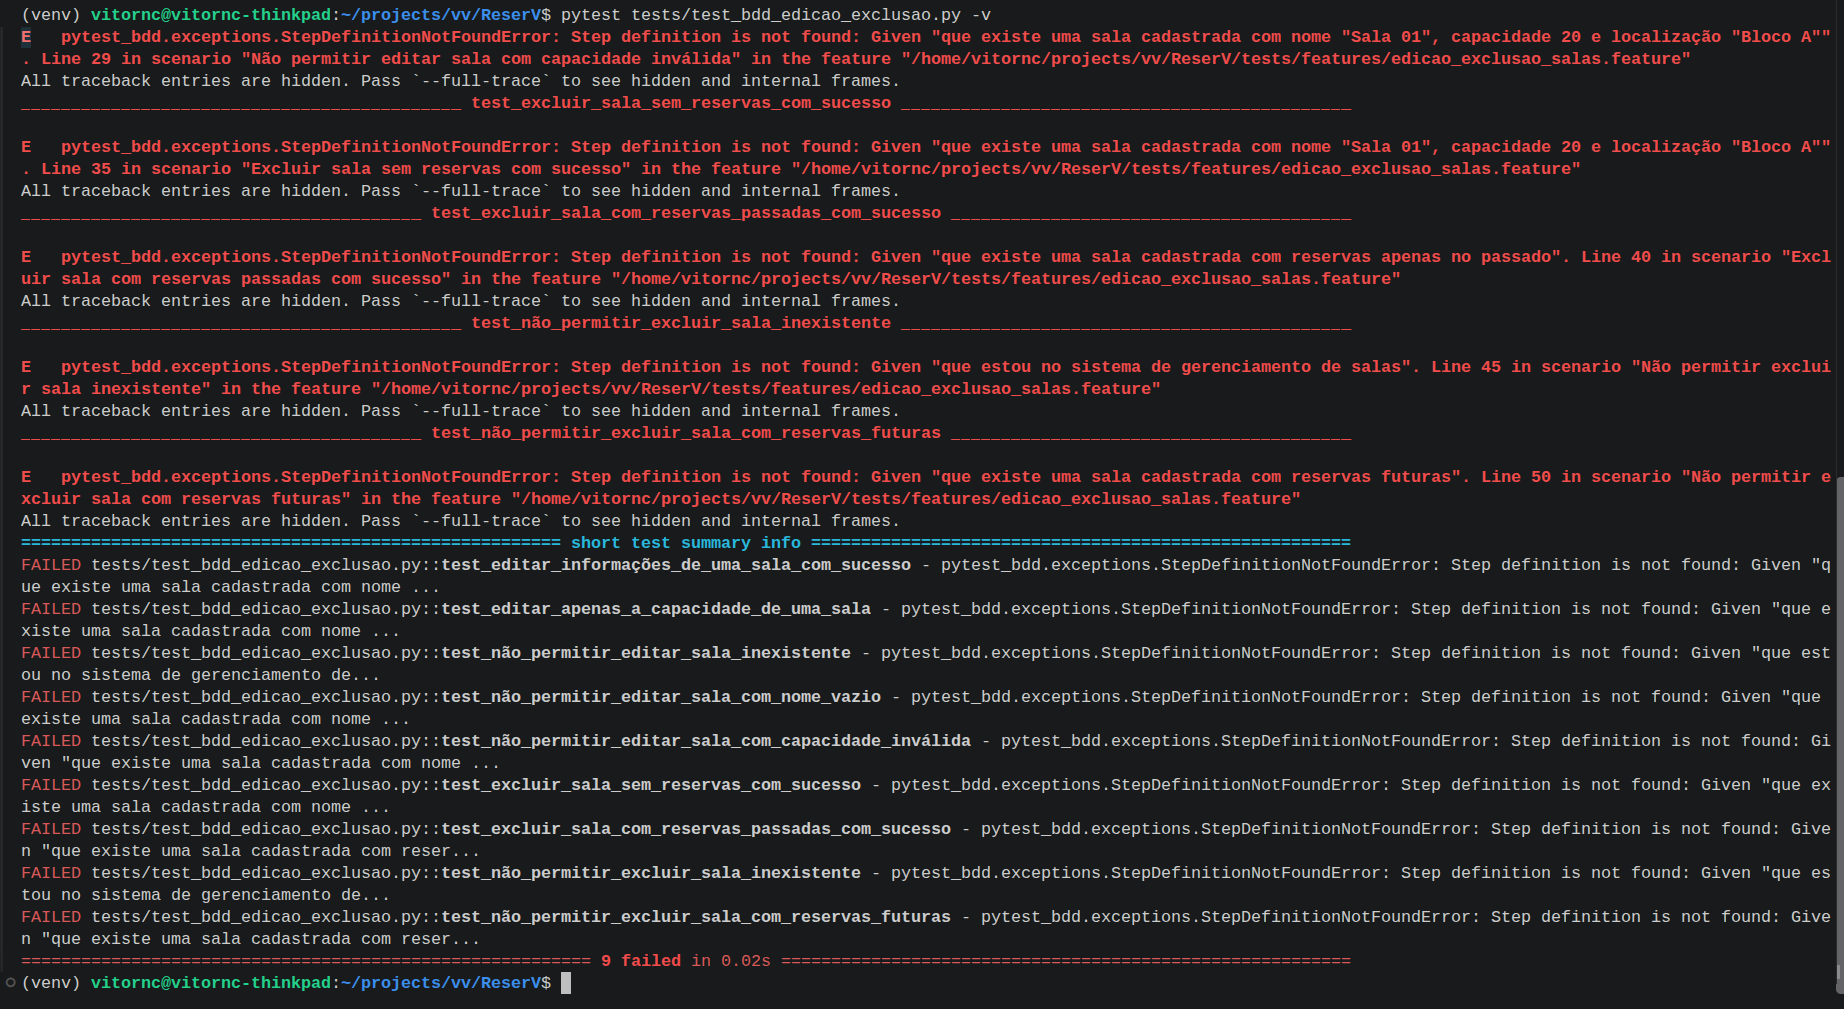 (venv) vitornc@vitornc-thinkpad:~/projects/vv/ReserV$ pytest tests/test_bdd_edicao_exclusao.py -v
E   pytest_bdd.exceptions.StepDefinitionNotFoundError: Step definition is not found: Given "que existe uma sala cadastrada com nome "Sala 01", capacidade 20 e localização "Bloco A""
. Line 29 in scenario "Não permitir editar sala com capacidade inválida" in the feature "/home/vitornc/projects/vv/ReserV/tests/features/edicao_exclusao_salas.feature"
All traceback entries are hidden. Pass `--full-trace` to see hidden and internal frames.
____________________________________________ test_excluir_sala_sem_reservas_com_sucesso _____________________________________________

E   pytest_bdd.exceptions.StepDefinitionNotFoundError: Step definition is not found: Given "que existe uma sala cadastrada com nome "Sala 01", capacidade 20 e localização "Bloco A""
. Line 35 in scenario "Excluir sala sem reservas com sucesso" in the feature "/home/vitornc/projects/vv/ReserV/tests/features/edicao_exclusao_salas.feature"
All traceback entries are hidden. Pass `--full-trace` to see hidden and internal frames.
________________________________________ test_excluir_sala_com_reservas_passadas_com_sucesso ________________________________________

E   pytest_bdd.exceptions.StepDefinitionNotFoundError: Step definition is not found: Given "que existe uma sala cadastrada com reservas apenas no passado". Line 40 in scenario "Excl
uir sala com reservas passadas com sucesso" in the feature "/home/vitornc/projects/vv/ReserV/tests/features/edicao_exclusao_salas.feature"
All traceback entries are hidden. Pass `--full-trace` to see hidden and internal frames.
____________________________________________ test_não_permitir_excluir_sala_inexistente _____________________________________________

E   pytest_bdd.exceptions.StepDefinitionNotFoundError: Step definition is not found: Given "que estou no sistema de gerenciamento de salas". Line 45 in scenario "Não permitir exclui
r sala inexistente" in the feature "/home/vitornc/projects/vv/ReserV/tests/features/edicao_exclusao_salas.feature"
All traceback entries are hidden. Pass `--full-trace` to see hidden and internal frames.
________________________________________ test_não_permitir_excluir_sala_com_reservas_futuras ________________________________________

E   pytest_bdd.exceptions.StepDefinitionNotFoundError: Step definition is not found: Given "que existe uma sala cadastrada com reservas futuras". Line 50 in scenario "Não permitir e
xcluir sala com reservas futuras" in the feature "/home/vitornc/projects/vv/ReserV/tests/features/edicao_exclusao_salas.feature"
All traceback entries are hidden. Pass `--full-trace` to see hidden and internal frames.
====================================================== short test summary info ======================================================
FAILED tests/test_bdd_edicao_exclusao.py::test_editar_informações_de_uma_sala_com_sucesso - pytest_bdd.exceptions.StepDefinitionNotFoundError: Step definition is not found: Given "q
ue existe uma sala cadastrada com nome ...
FAILED tests/test_bdd_edicao_exclusao.py::test_editar_apenas_a_capacidade_de_uma_sala - pytest_bdd.exceptions.StepDefinitionNotFoundError: Step definition is not found: Given "que e
xiste uma sala cadastrada com nome ...
FAILED tests/test_bdd_edicao_exclusao.py::test_não_permitir_editar_sala_inexistente - pytest_bdd.exceptions.StepDefinitionNotFoundError: Step definition is not found: Given "que est
ou no sistema de gerenciamento de...
FAILED tests/test_bdd_edicao_exclusao.py::test_não_permitir_editar_sala_com_nome_vazio - pytest_bdd.exceptions.StepDefinitionNotFoundError: Step definition is not found: Given "que
existe uma sala cadastrada com nome ...
FAILED tests/test_bdd_edicao_exclusao.py::test_não_permitir_editar_sala_com_capacidade_inválida - pytest_bdd.exceptions.StepDefinitionNotFoundError: Step definition is not found: Gi
ven "que existe uma sala cadastrada com nome ...
FAILED tests/test_bdd_edicao_exclusao.py::test_excluir_sala_sem_reservas_com_sucesso - pytest_bdd.exceptions.StepDefinitionNotFoundError: Step definition is not found: Given "que ex
iste uma sala cadastrada com nome ...
FAILED tests/test_bdd_edicao_exclusao.py::test_excluir_sala_com_reservas_passadas_com_sucesso - pytest_bdd.exceptions.StepDefinitionNotFoundError: Step definition is not found: Give
n "que existe uma sala cadastrada com reser...
FAILED tests/test_bdd_edicao_exclusao.py::test_não_permitir_excluir_sala_inexistente - pytest_bdd.exceptions.StepDefinitionNotFoundError: Step definition is not found: Given "que es
tou no sistema de gerenciamento de...
FAILED tests/test_bdd_edicao_exclusao.py::test_não_permitir_excluir_sala_com_reservas_futuras - pytest_bdd.exceptions.StepDefinitionNotFoundError: Step definition is not found: Give
n "que existe uma sala cadastrada com reser...
========================================================= 9 failed in 0.02s =========================================================
(venv) vitornc@vitornc-thinkpad:~/projects/vv/ReserV$